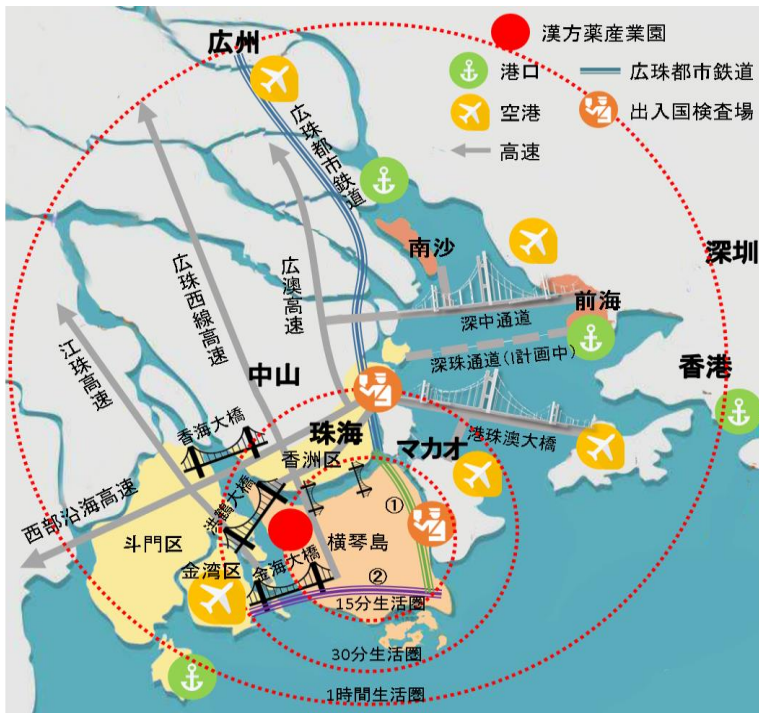 広州
漢方薬産業園
港口
広珠都市鉄道
空港
出入国検査場
高速
広珠都市鉄道
南沙
深圳
前海
深中通道
広珠西線高速
広澳高速
江珠高速
深珠通道(計画中)
中山
香港
香海大橋
珠海
マカオ
港珠澳大橋
香洲区
西部沿海高速
洪鶴大橋
①
斗門区
横琴島
金湾区
金海大橋
②
15分生活圏
30分生活圏
1時間生活圏